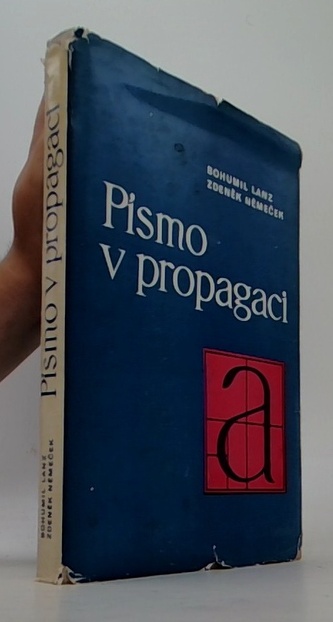 BOHUMIL LANZ
ZDENĚK NĚMEČEK
Písmo
v propagaci
a
Písmo v propagaci
BOHUMIL LANZ
ZDENĚK NĚMEČEK